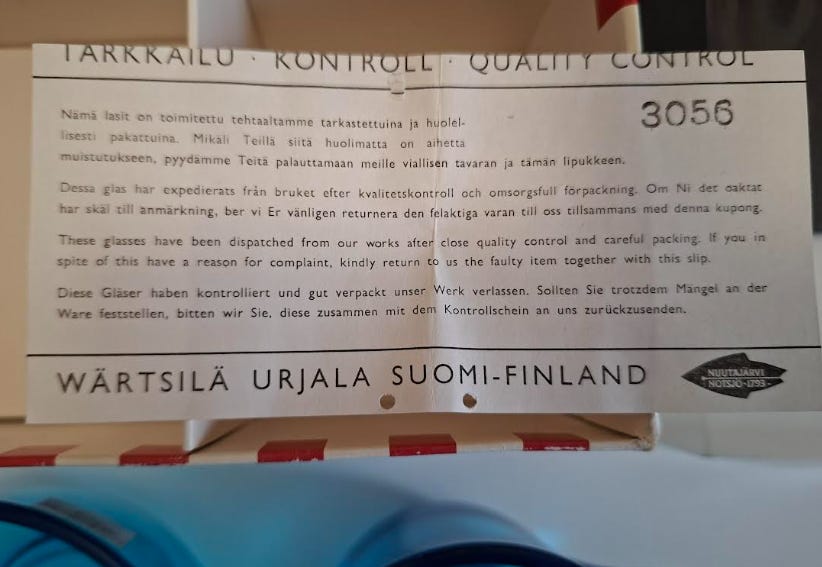 TARKKAILU · KONTROLL · QUALITY CONTROL
3056
Nämä lasit on toimitettu tehtaaltamme tarkastettuina ja huolel-
lisesti pakattuina. Mikäli Teillä siitä huolimatta on aihetta
muistutukseen, pyydämme Teitä palauttamaan meille viallisen tavaran ja tämän lipukkeen.
Dessa glas har expedierats från bruket efter kvalitetskontroll och omsorgsfull förpackning. Om Ni det oaktat
har skäl till anmärkning, ber vi Er vänligen returnera den felaktiga varan till oss tillsammans med denna kupong.
These glasses have been dispatched from our works after close quality control and careful packing. If you in
spite of this have a reason for complaint, kindly return to us the faulty item together with this slip.
Diese Gläser haben kontrolliert und gut verpackt unser Werk verlassen. Sollten Sie trotzdem Mängel an der
Ware feststellen, bitten wir Sie, diese zusammen mit dem Kontrollschein an uns zurückzusenden.
WÄRTSILÄ URJALA SUOMI-FINLAND
NUUTAJÄRVI
NOTSJÖ-1793-